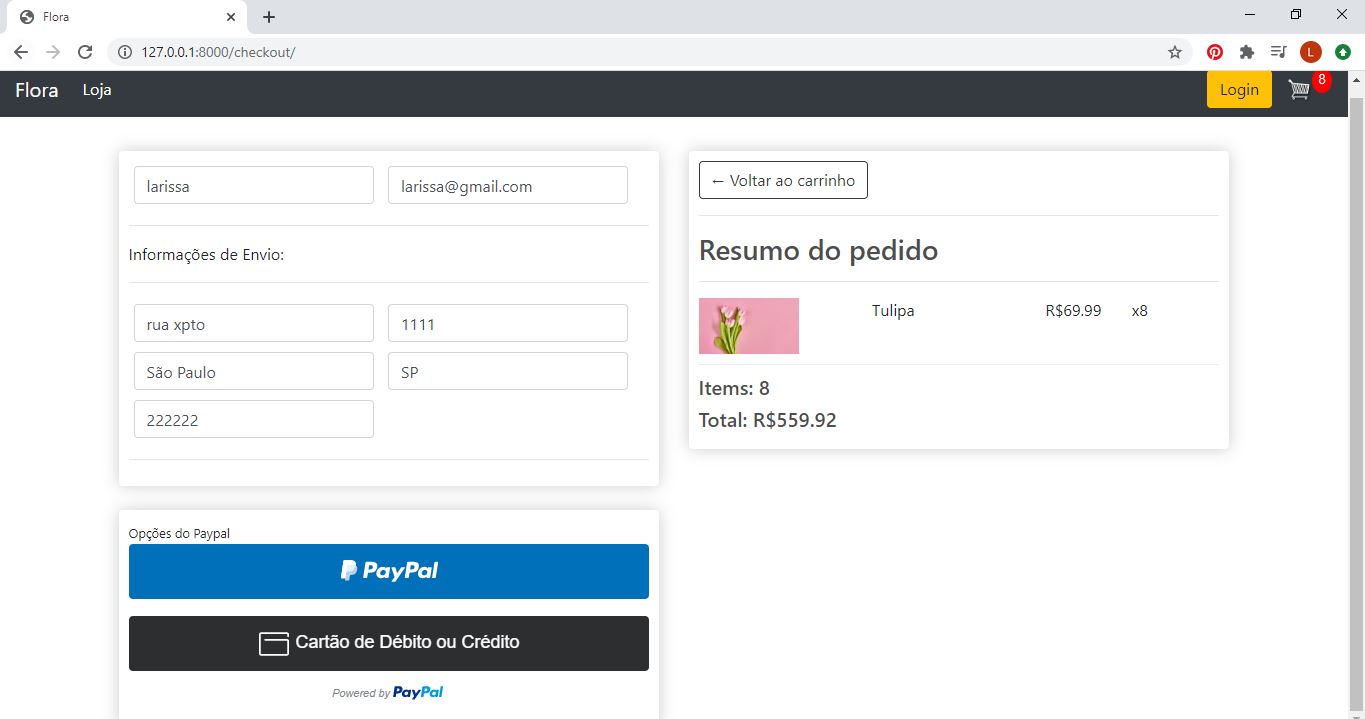 Flora
127.0.0.1:8000/checkout/
L
Flora Loja Login 8
larissa larissa@gmail.com
Informações de Envio:
rua xpto 1111
São Paulo SP
222222
← Voltar ao carrinho
Resumo do pedido
Tulipa R$69.99 x8
Items: 8
Total: R$559.92
Opções do Paypal
PayPal
Cartão de Débito ou Crédito
Powered by PayPal